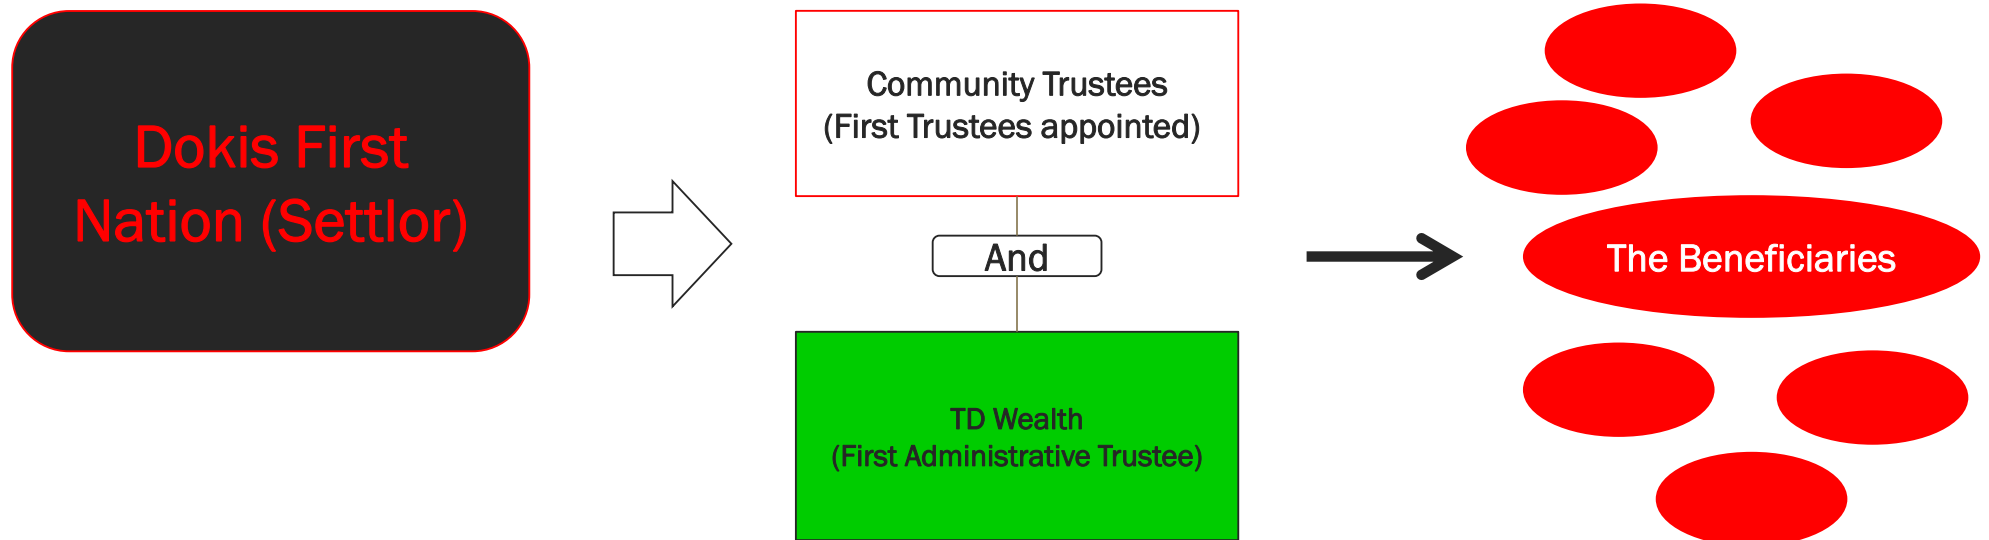 Dokis First
Nation (Settlor)
Community Trustees
(First Trustees appointed)
And
TD Wealth
(First Administrative Trustee)
The Beneficiaries